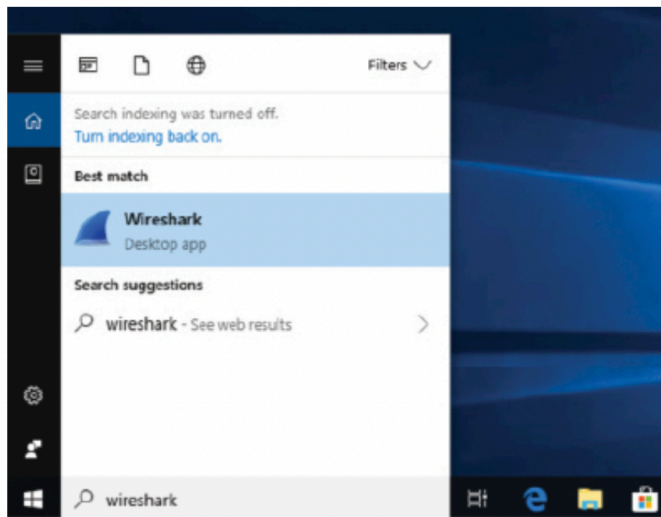 Filters
Search indexing was turned off.
Turn indexing back on.
Best match
Wireshark
Desktop app
Search suggestions
wireshark - See web results
wireshark